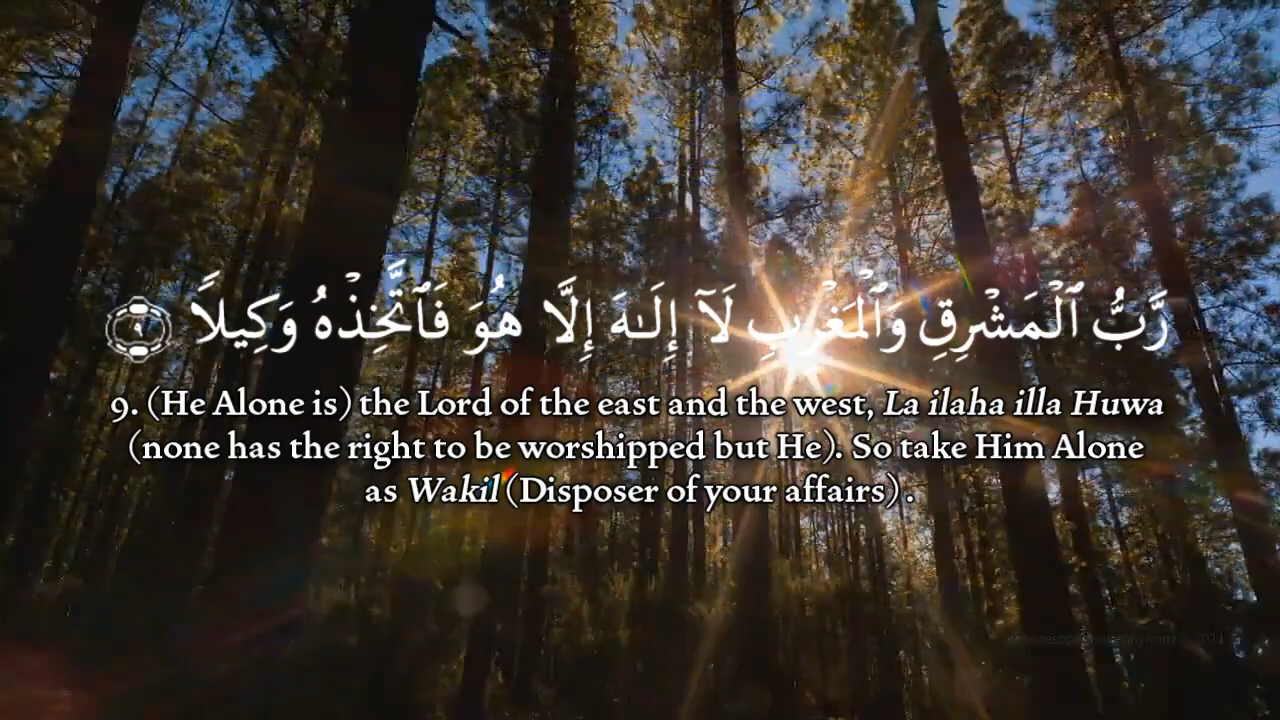 رَّبُّ ٱلْمَشْرِقِ وَٱلْمَغْرِبِ لَآ إِلَـٰهَ إِلَّا هُوَ فَٱتَّخِذْهُ وَكِيلًا ٩
9. (He Alone is) the Lord of the east and the west, La ilaha illa Huwa
(none has the right to be worshipped but He). So take Him Alone
as Wakil (Disposer of your affairs).